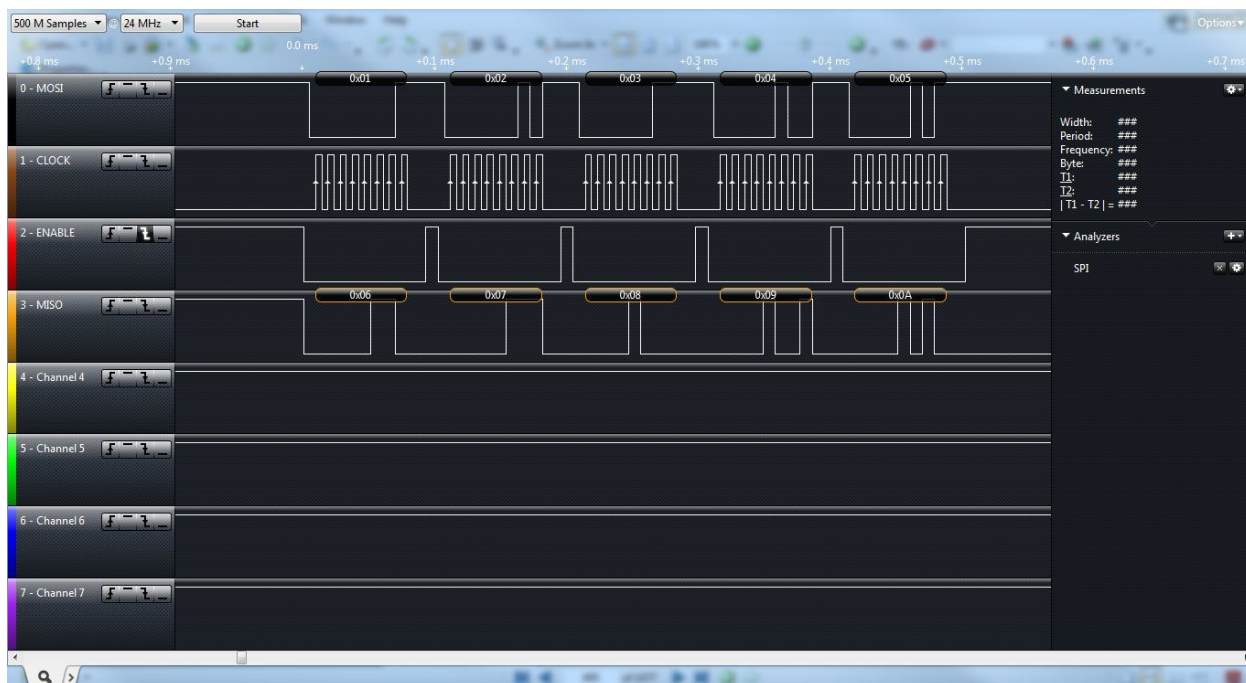 Window Help
500 M Samples @ 24 MHz Start Options
0.0 ms
+0.8 ms +0.9 ms +0.1 ms +0.2 ms +0.3 ms +0.4 ms +0.5 ms +0.6 ms +0.7 ms
0 - MOSI 0x01 0x02 0x03 0x04 0x05
1 - CLOCK
2 - ENABLE
3 - MISO 0x06 0x07 0x08 0x09 0x0A
4 - Channel 4
5 - Channel 5
6 - Channel 6
7 - Channel 7
Measurements
Width: ###
Period: ###
Frequency: ###
Byte: ###
T1: ###
T2: ###
| T1 - T2 | = ###
Analyzers
SPI